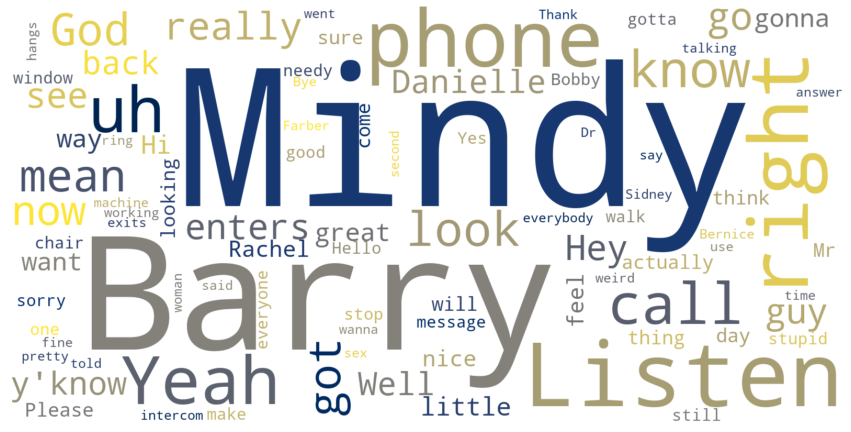 hangs
God
really
went
phone
Thank
gotta
go
gonna
sure
talking
back
window
needy
Danielle
Bobby
know
right
answer
see
uh
Bye
Mindy
come
Farber
second
Yes
Dr
way
ring
Hi
good
say
mean
looking
Sidney
think
now
machine
working
exits
enters
great
look
everybody
walk
Bernice
use
Mr
chair
want
Rachel
Hello
Hey
actually
Barry
woman
said
everyone
feel
weird
sorry
will
message
call
time
guy
one
fine
stop
wanna
thing
day
stupid
pretty
told
sex
nice
Listen
y'know
Yeah
got
Well
Please
intercom
make
little
still